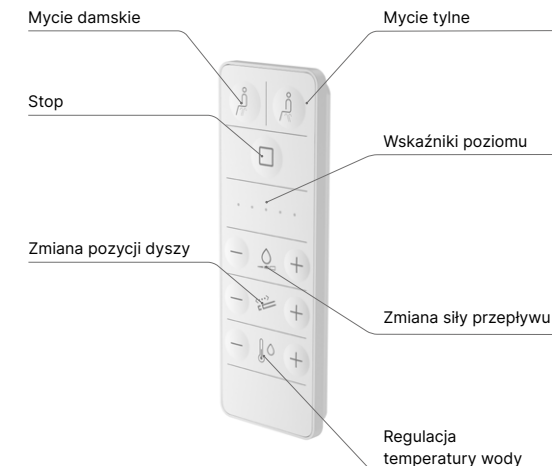 Mycie damskie
Mycie tylne
Stop
Wskaźniki poziomu
Zmiana pozycji dyszy
Zmiana siły przepływu
Regulacja
temperatury wody